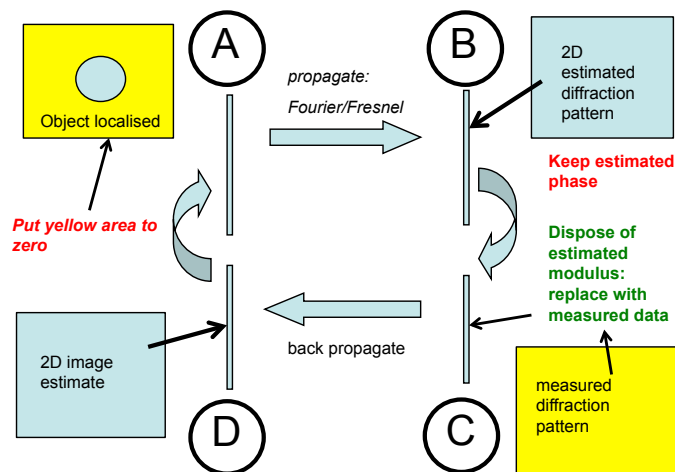 A
B
propagate:
Fourier/Fresnel
2D
estimated
diffraction
pattern
Object localised
Keep estimated
phase
Put yellow area to
zero
Dispose of
estimated
modulus:
replace with
measured data
2D image
estimate
back propagate
measured
diffraction
pattern
D
C